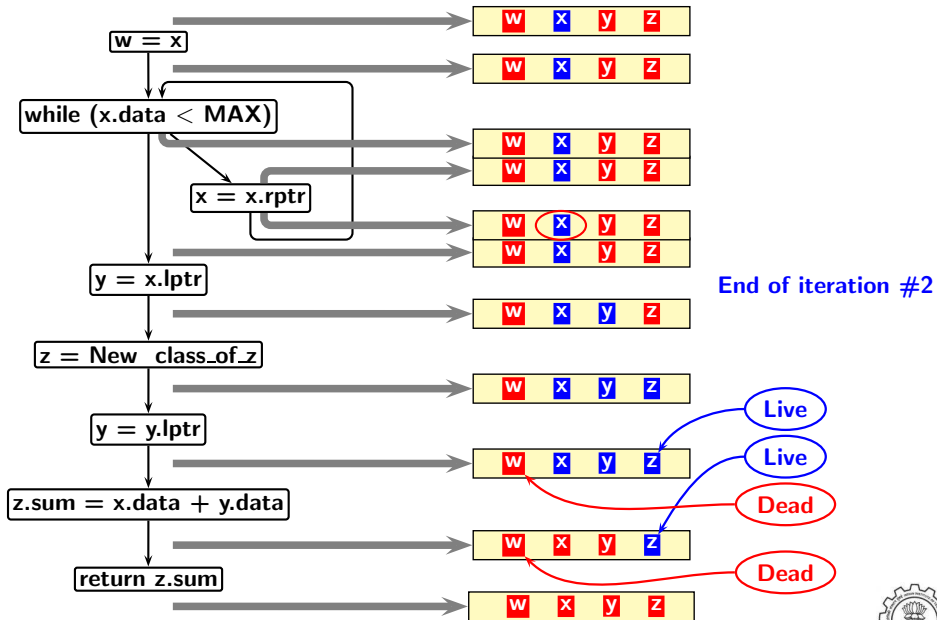 w = x
while (x.data < MAX)
x = x.rptr
y = x.lptr
z = New class_of_z
y = y.lptr
z.sum = x.data + y.data
return z.sum
w x y z
w x y z
w x y z
w x y z
w x y z
w x y z
w x y z
w x y z
w x y z
w x y z
w x y z
End of iteration #2
Live
Live
Dead
Dead